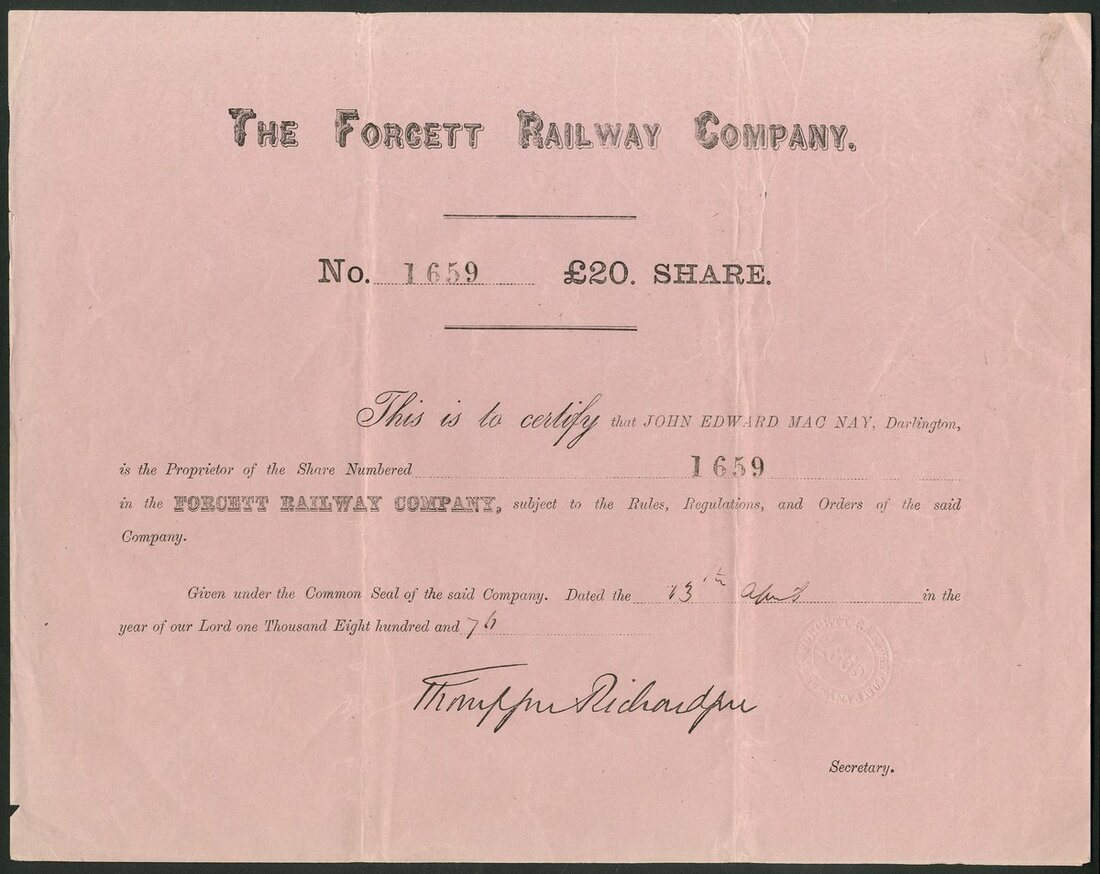 THE FORCETT RAILWAY COMPANY.
No. 1659 £20. SHARE.
This is to certify that JOHN EDWARD MAC NAY, Darlington,
is the Proprietor of the Share Numbered 1659
in the FORCETT RAILWAY COMPANY, subject to the Rules, Regulations, and Orders of the said
Company.
Given under the Common Seal of the said Company. Dated the 13th April in the
year of our Lord one Thousand Eight hundred and 76
Thompson Richardson
Secretary.